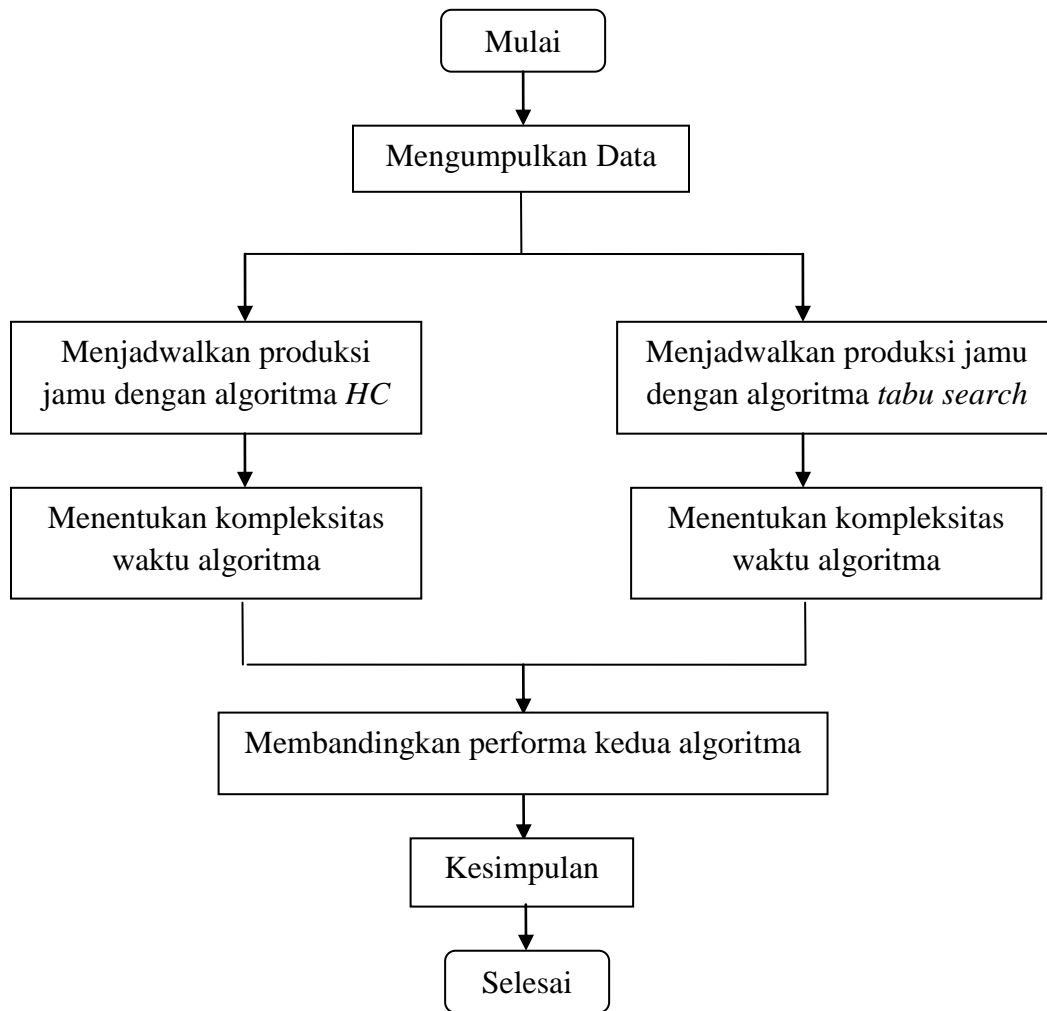 Mulai
Mengumpulkan Data
Menjadwalkan produksi
jamu dengan algoritma HC
Menjadwalkan produksi jamu
dengan algoritma tabu search
Menentukan kompleksitas
waktu algoritma
Menentukan kompleksitas
waktu algoritma
Membandingkan performa kedua algoritma
Kesimpulan
Selesai